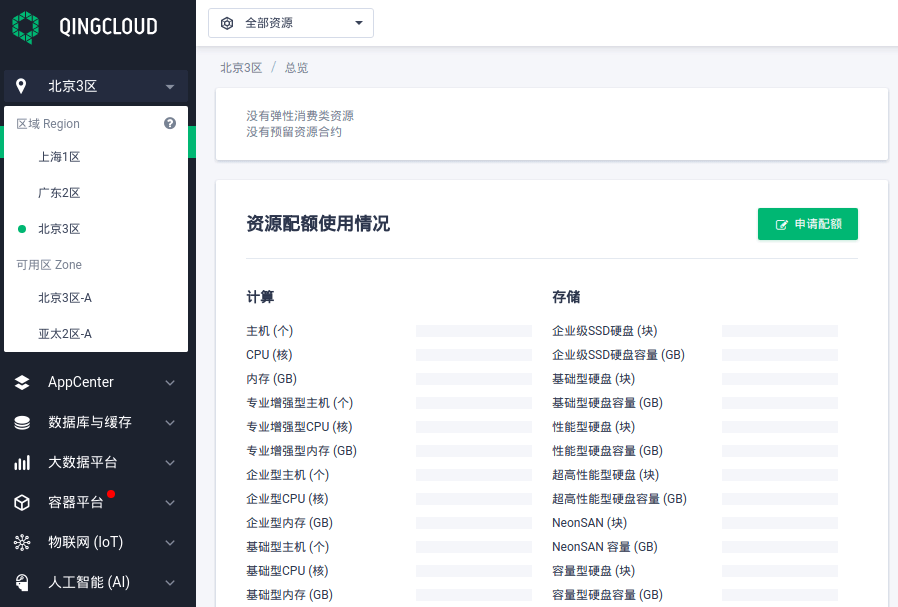 QINGCLOUD
全部资源
北京3区
区域 Region
上海1区
广东2区
北京3区
可用区 Zone
北京3区-A
亚太2区-A
AppCenter
数据库与缓存
大数据平台
容器平台
物联网 (IoT)
人工智能 (AI)
北京3区 / 总览
没有弹性消费类资源
没有预留资源合约
资源配额使用情况
申请配额
计算
主机 (个)
CPU (核)
内存 (GB)
专业增强型主机 (个)
专业增强型CPU (核)
专业增强型内存 (GB)
企业型主机 (个)
企业型CPU (核)
企业型内存 (GB)
基础型主机 (个)
基础型CPU (核)
基础型内存 (GB)
存储
企业级SSD硬盘 (块)
企业级SSD硬盘容量 (GB)
基础型硬盘 (块)
基础型硬盘容量 (GB)
性能型硬盘 (块)
性能型硬盘容量 (GB)
超高性能型硬盘 (块)
超高性能型硬盘容量 (GB)
NeonSAN (块)
NeonSAN 容量 (GB)
容量型硬盘 (块)
容量型硬盘容量 (GB)